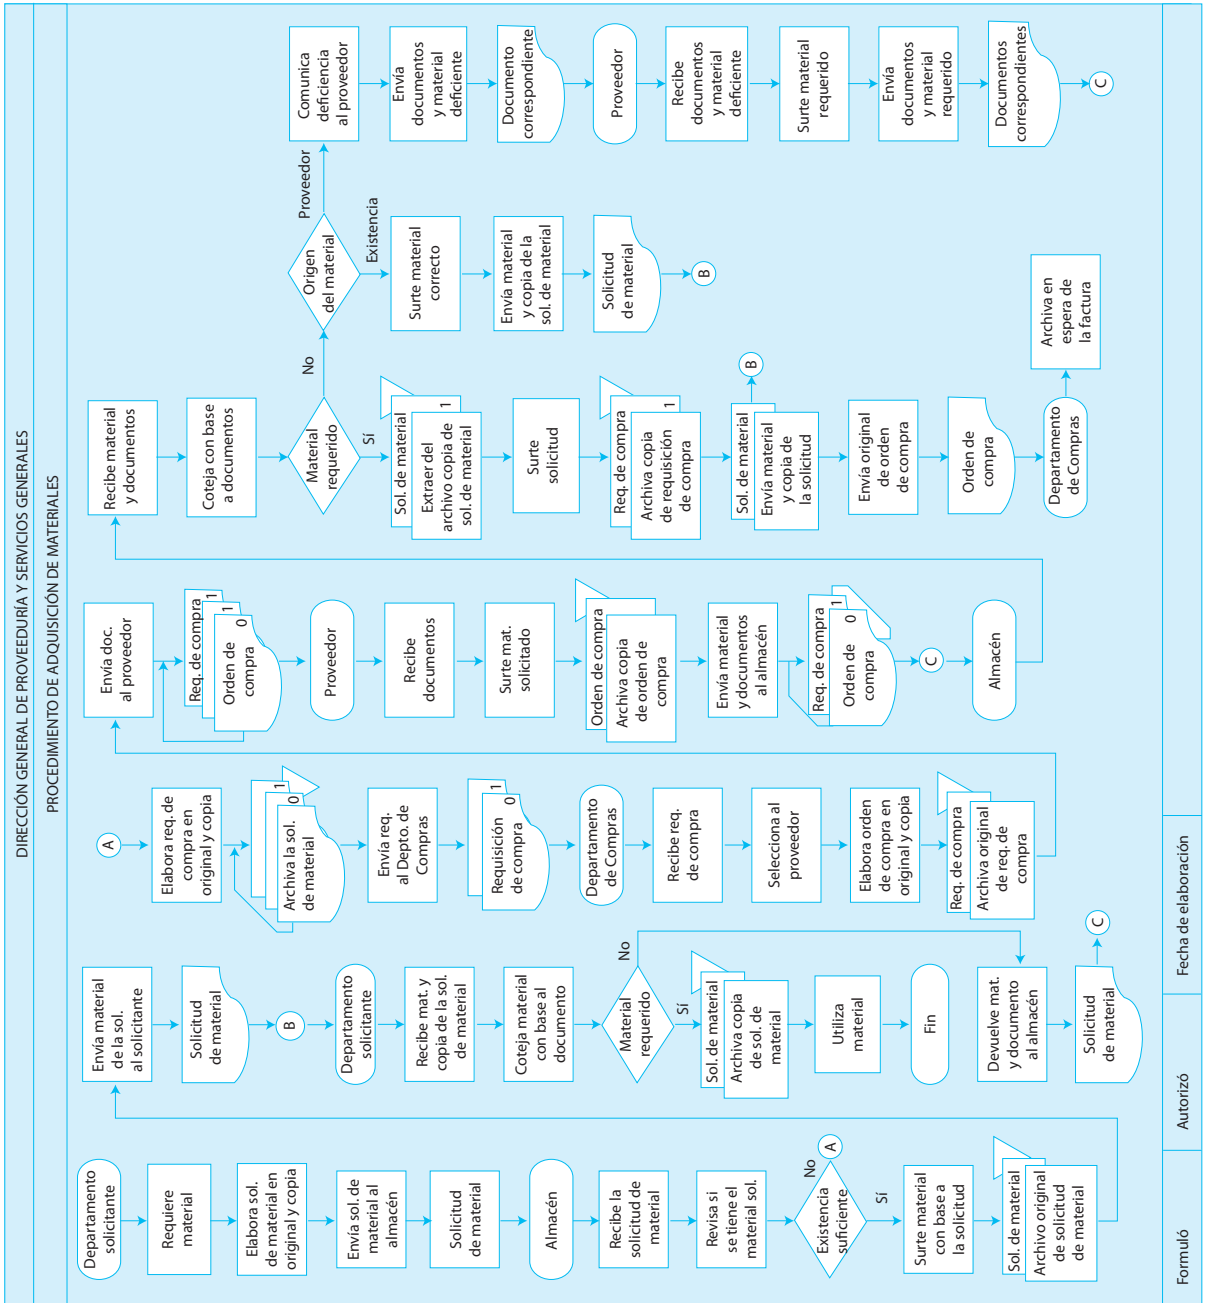 DIRECCIÓN GENERAL DE PROVEEDURÍA Y SERVICIOS GENERALES
PROCEDIMIENTO DE ADQUISICIÓN DE MATERIALES
Departamento
solicitante
Requiere
material
Elabora sol.
de material en
original y copia
Envía sol. de
material al
almacén
Solicitud
de material
Almacén
Recibe la
solicitud de
material
Revisa si
se tiene el
material sol.
Existencia
suficiente
No
A
Sí
Surte material
con base a
la solicitud
Sol. de material
Archivo original
de solicitud
de material
Envía material
de la sol.
al solicitante
Solicitud
de material
B
Departamento
solicitante
Recibe mat. y
copia de la sol.
de material
Coteja material
con base al
documento
Material
requerido
No
Sí
Sol. de material
Archiva copia
de sol. de
material
Utiliza
material
Fin
Devuelve mat.
y documento
al almacén
Solicitud
de material
C
A
Elabora req. de
compra en
original y copia
1
0
Archiva la sol.
de material
Envía req.
al Depto. de
Compras
1
0
Requisición
de compra
Departamento
de Compras
Recibe req.
de compra
Selecciona al
proveedor
Elabora orden
de compra en
original y copia
Req. de compra
Archiva original
de req. de
compra
Envía doc.
al proveedor
Req. de compra
1
1
0
Orden de
compra
Proveedor
Recibe
documentos
Surte mat.
solicitado
Orden de compra
Archiva copia
de orden de
compra
Envía material
y documentos
al almacén
Req. de compra
1
0
Orden de
compra
C
Almacén
Recibe material
y documentos
Coteja con base
a documentos
Material
requerido
No
Sí
Sol. de material
1
Extraer del
archivo copia de
sol. de material
Surte
solicitud
Req. de compra
1
Archiva copia
de requisición
de compra
Sol. de material
B
Envía material
y copia de
la solicitud
Envía original
de orden
de compra
Orden de
compra
Departamento
de Compras
Archiva en
espera de
la factura
Origen
del material
Proveedor
Existencia
Surte material
correcto
Envía material
y copia de la
sol. de material
Solicitud
de material
B
Comunica
deficiencia
al proveedor
Envía
documentos
y material
deficiente
Documento
correspondiente
Proveedor
Recibe
documentos
y material
deficiente
Surte material
requerido
Envía
documentos
y material
requerido
Documentos
correspondientes
C
Formuló
Autorizó
Fecha de elaboración